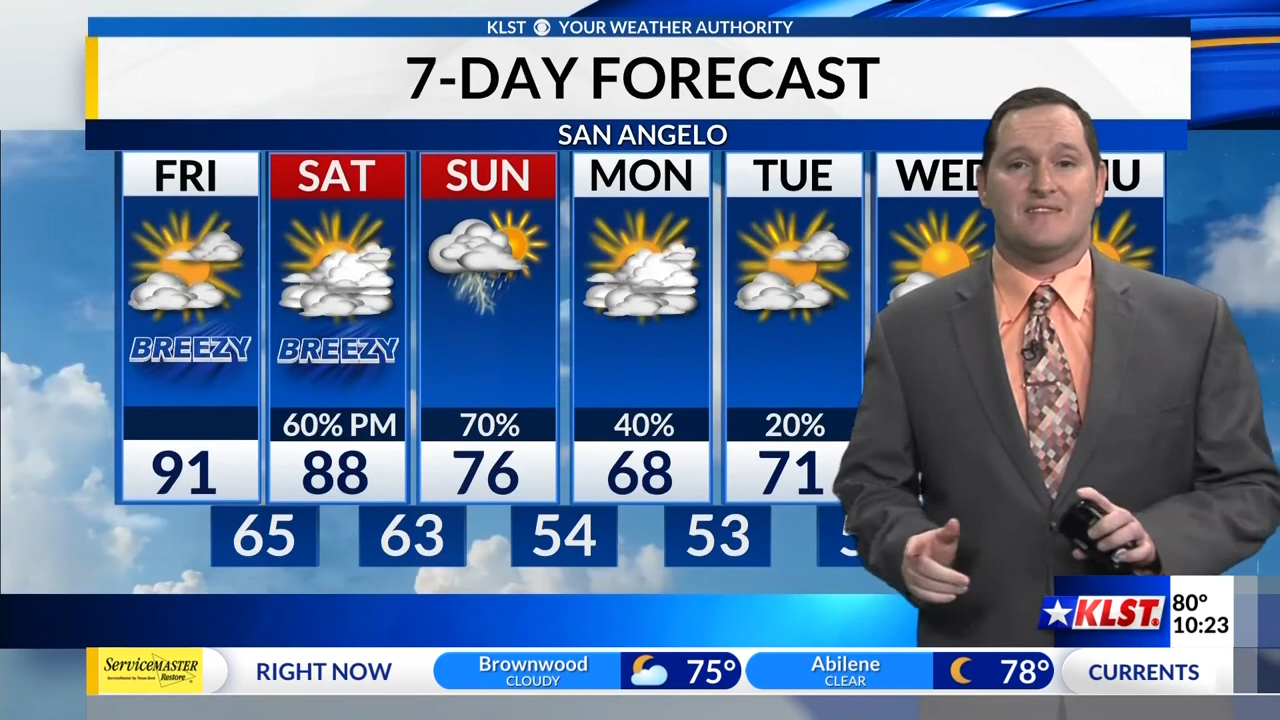 KLST YOUR WEATHER AUTHORITY
7-DAY FORECAST
SAN ANGELO
FRI SAT SUN MON TUE WED
BREEZY BREEZY
60% PM 70% 40% 20%
91 88 76 68 71
65 63 54 53 5
KLST 80°
10:23
ServiceMASTER
Restore
RIGHT NOW
Brownwood
CLOUDY
75°
Abilene
CLEAR
78°
CURRENTS